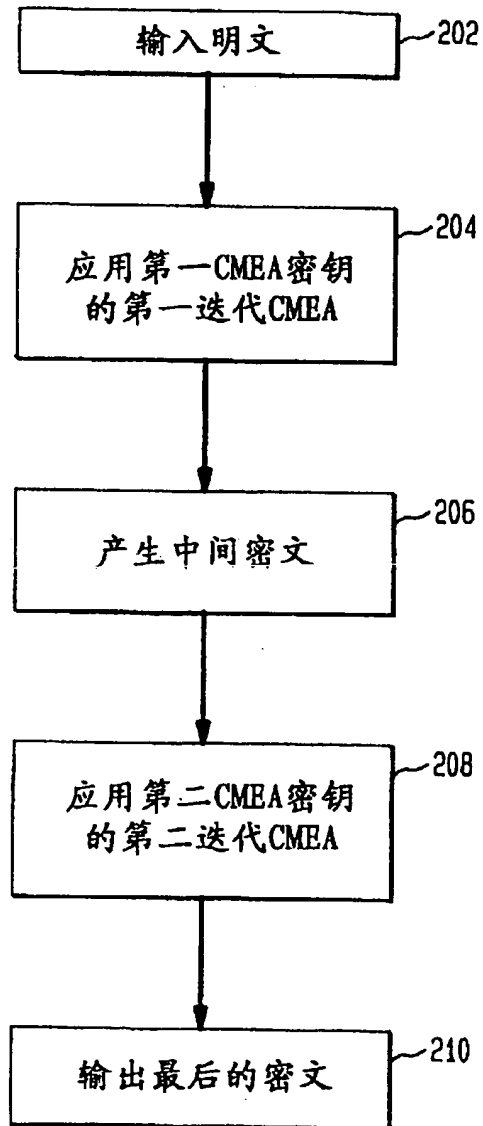 输入明文
202
应用第一CMEA密钥
的第一迭代CMEA
204
产生中间密文
206
应用第二CMEA密钥
的第二迭代CMEA
208
输出最后的密文
210